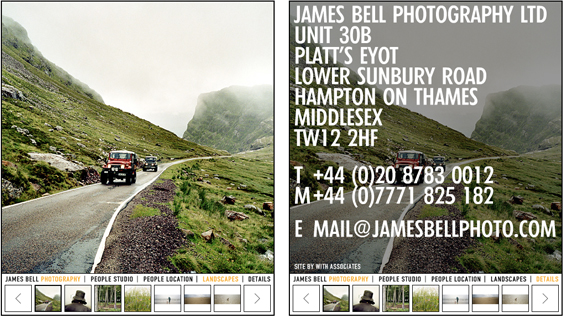 JAMES BELL PHOTOGRAPHY LTD
UNIT 30B
PLATT'S EYOT
LOWER SUNBURY ROAD
HAMPTON ON THAMES
MIDDLESEX
TW12 2HF
T +44 (0)20 8783 0012
M+44 (0)7771 825 182
E MAIL@JAMESBELLPHOTO.COM
SITE BY WITH ASSOCIATES
JAMES BELL PHOTOGRAPHY | PEOPLE STUDIO | PEOPLE LOCATION | LANDSCAPES | DETAILS
JAMES BELL PHOTOGRAPHY | PEOPLE STUDIO | PEOPLE LOCATION | LANDSCAPES | DETAILS